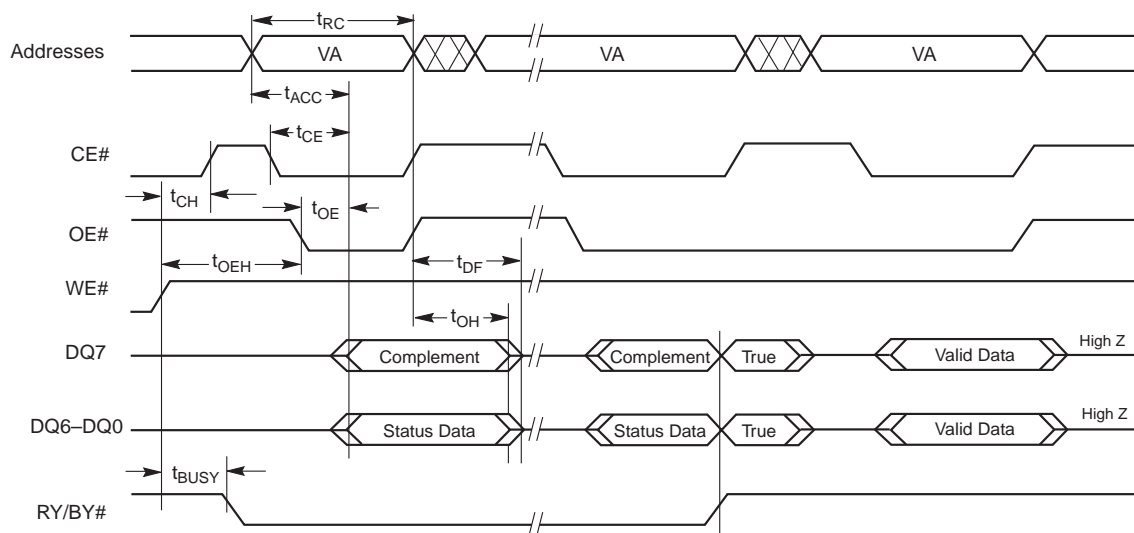 tRC
Addresses VA VA VA
tACC
tCE
CE#
tCH tOE
OE#
tOEH tDF
WE#
tOH
DQ7 Complement Complement True Valid Data High Z
DQ6–DQ0 Status Data Status Data True Valid Data High Z
tBUSY
RY/BY#